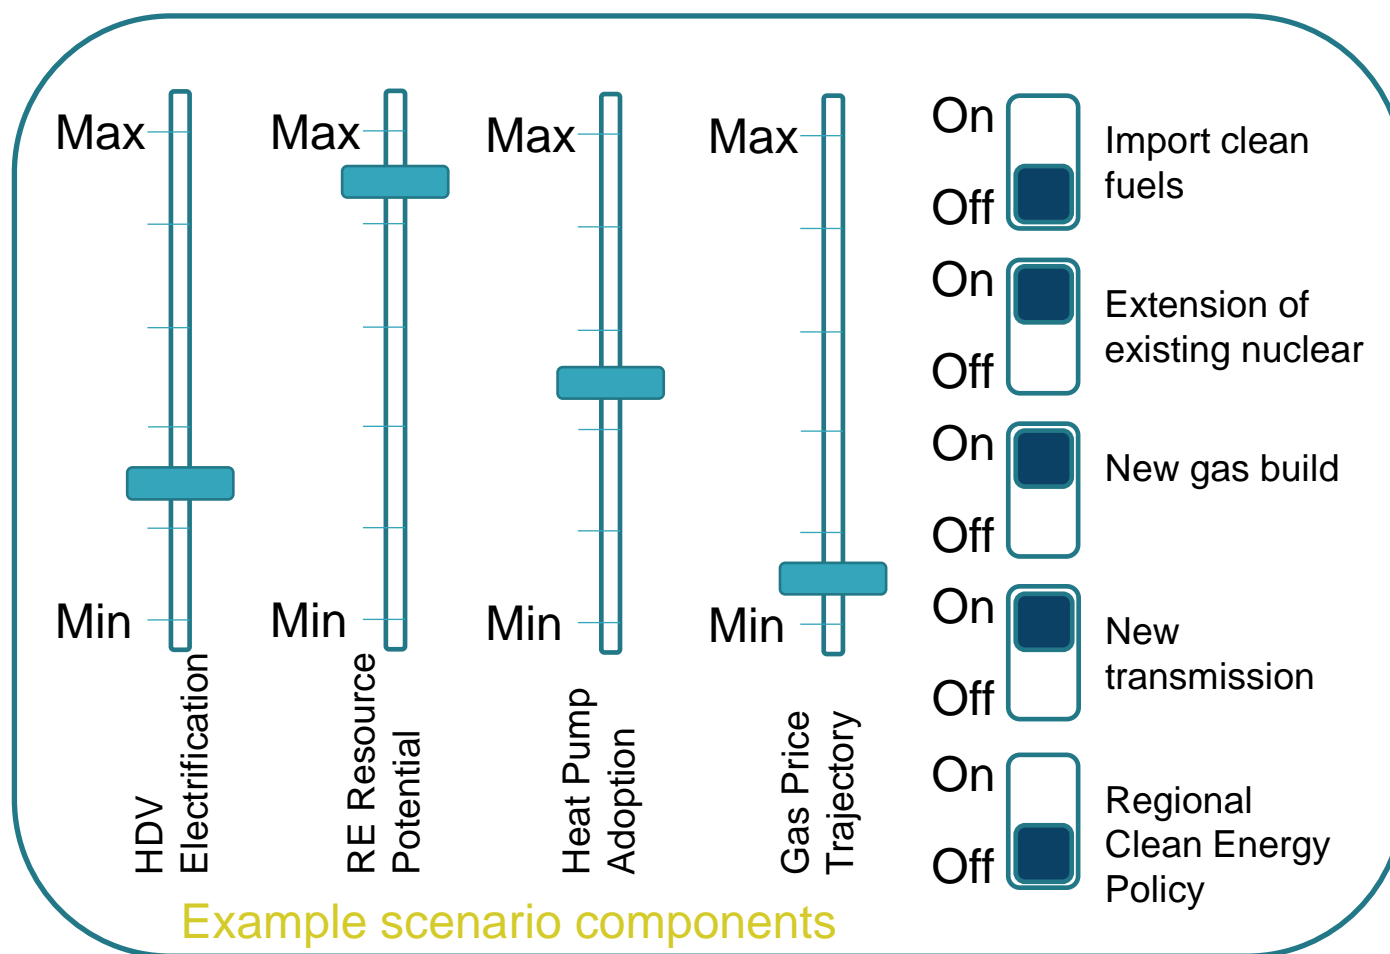 Max
Min
HDV
Electrification
Max
Min
RE Resource
Potential
Max
Min
Heat Pump
Adoption
Max
Min
Gas Price
Trajectory
On
Off
Import clean
fuels
On
Off
Extension of
existing nuclear
On
Off
New gas build
On
Off
New
transmission
On
Off
Regional
Clean Energy
Policy
Example scenario components